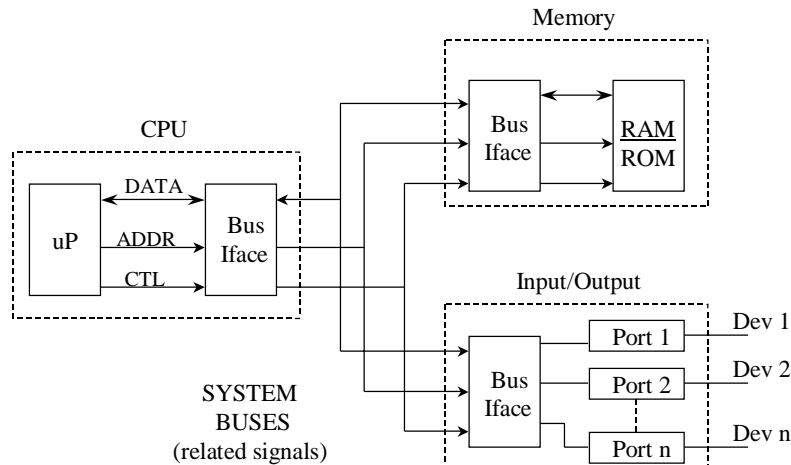 Memory
Bus
Iface
RAM
ROM
CPU
uP
DATA
ADDR
CTL
Bus
Iface
Input/Output
Bus
Iface
Port 1
Dev 1
Port 2
Dev 2
Port n
Dev n
SYSTEM
BUSES
(related signals)